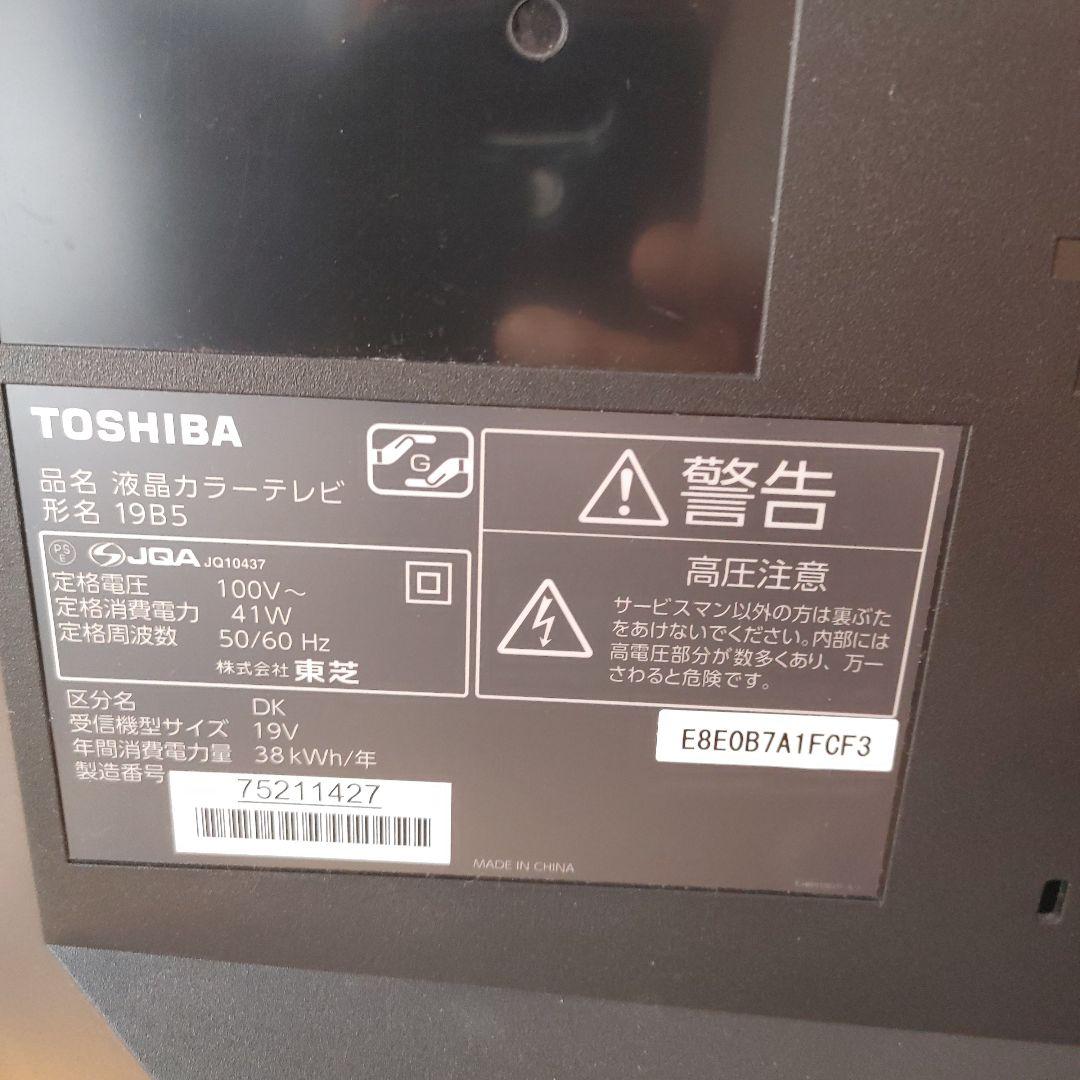 TOSHIBA
品名 液晶カラーテレビ
形名 19B5
G
PS
E
JQA JQ10437
定格電圧 100V～
定格消費電力 41W
定格周波数 50/60 Hz
株式会社 東芝
区分名 DK
受信機型サイズ 19V
年間消費電力量 38kWh/年
製造番号
75211427
警告
高圧注意
サービスマン以外の方は裏ぶた
をあけないでください。内部には
高電圧部分が数多くあり、万一
さわると危険です。
E8E0B7A1FCF3
MADE IN CHINA